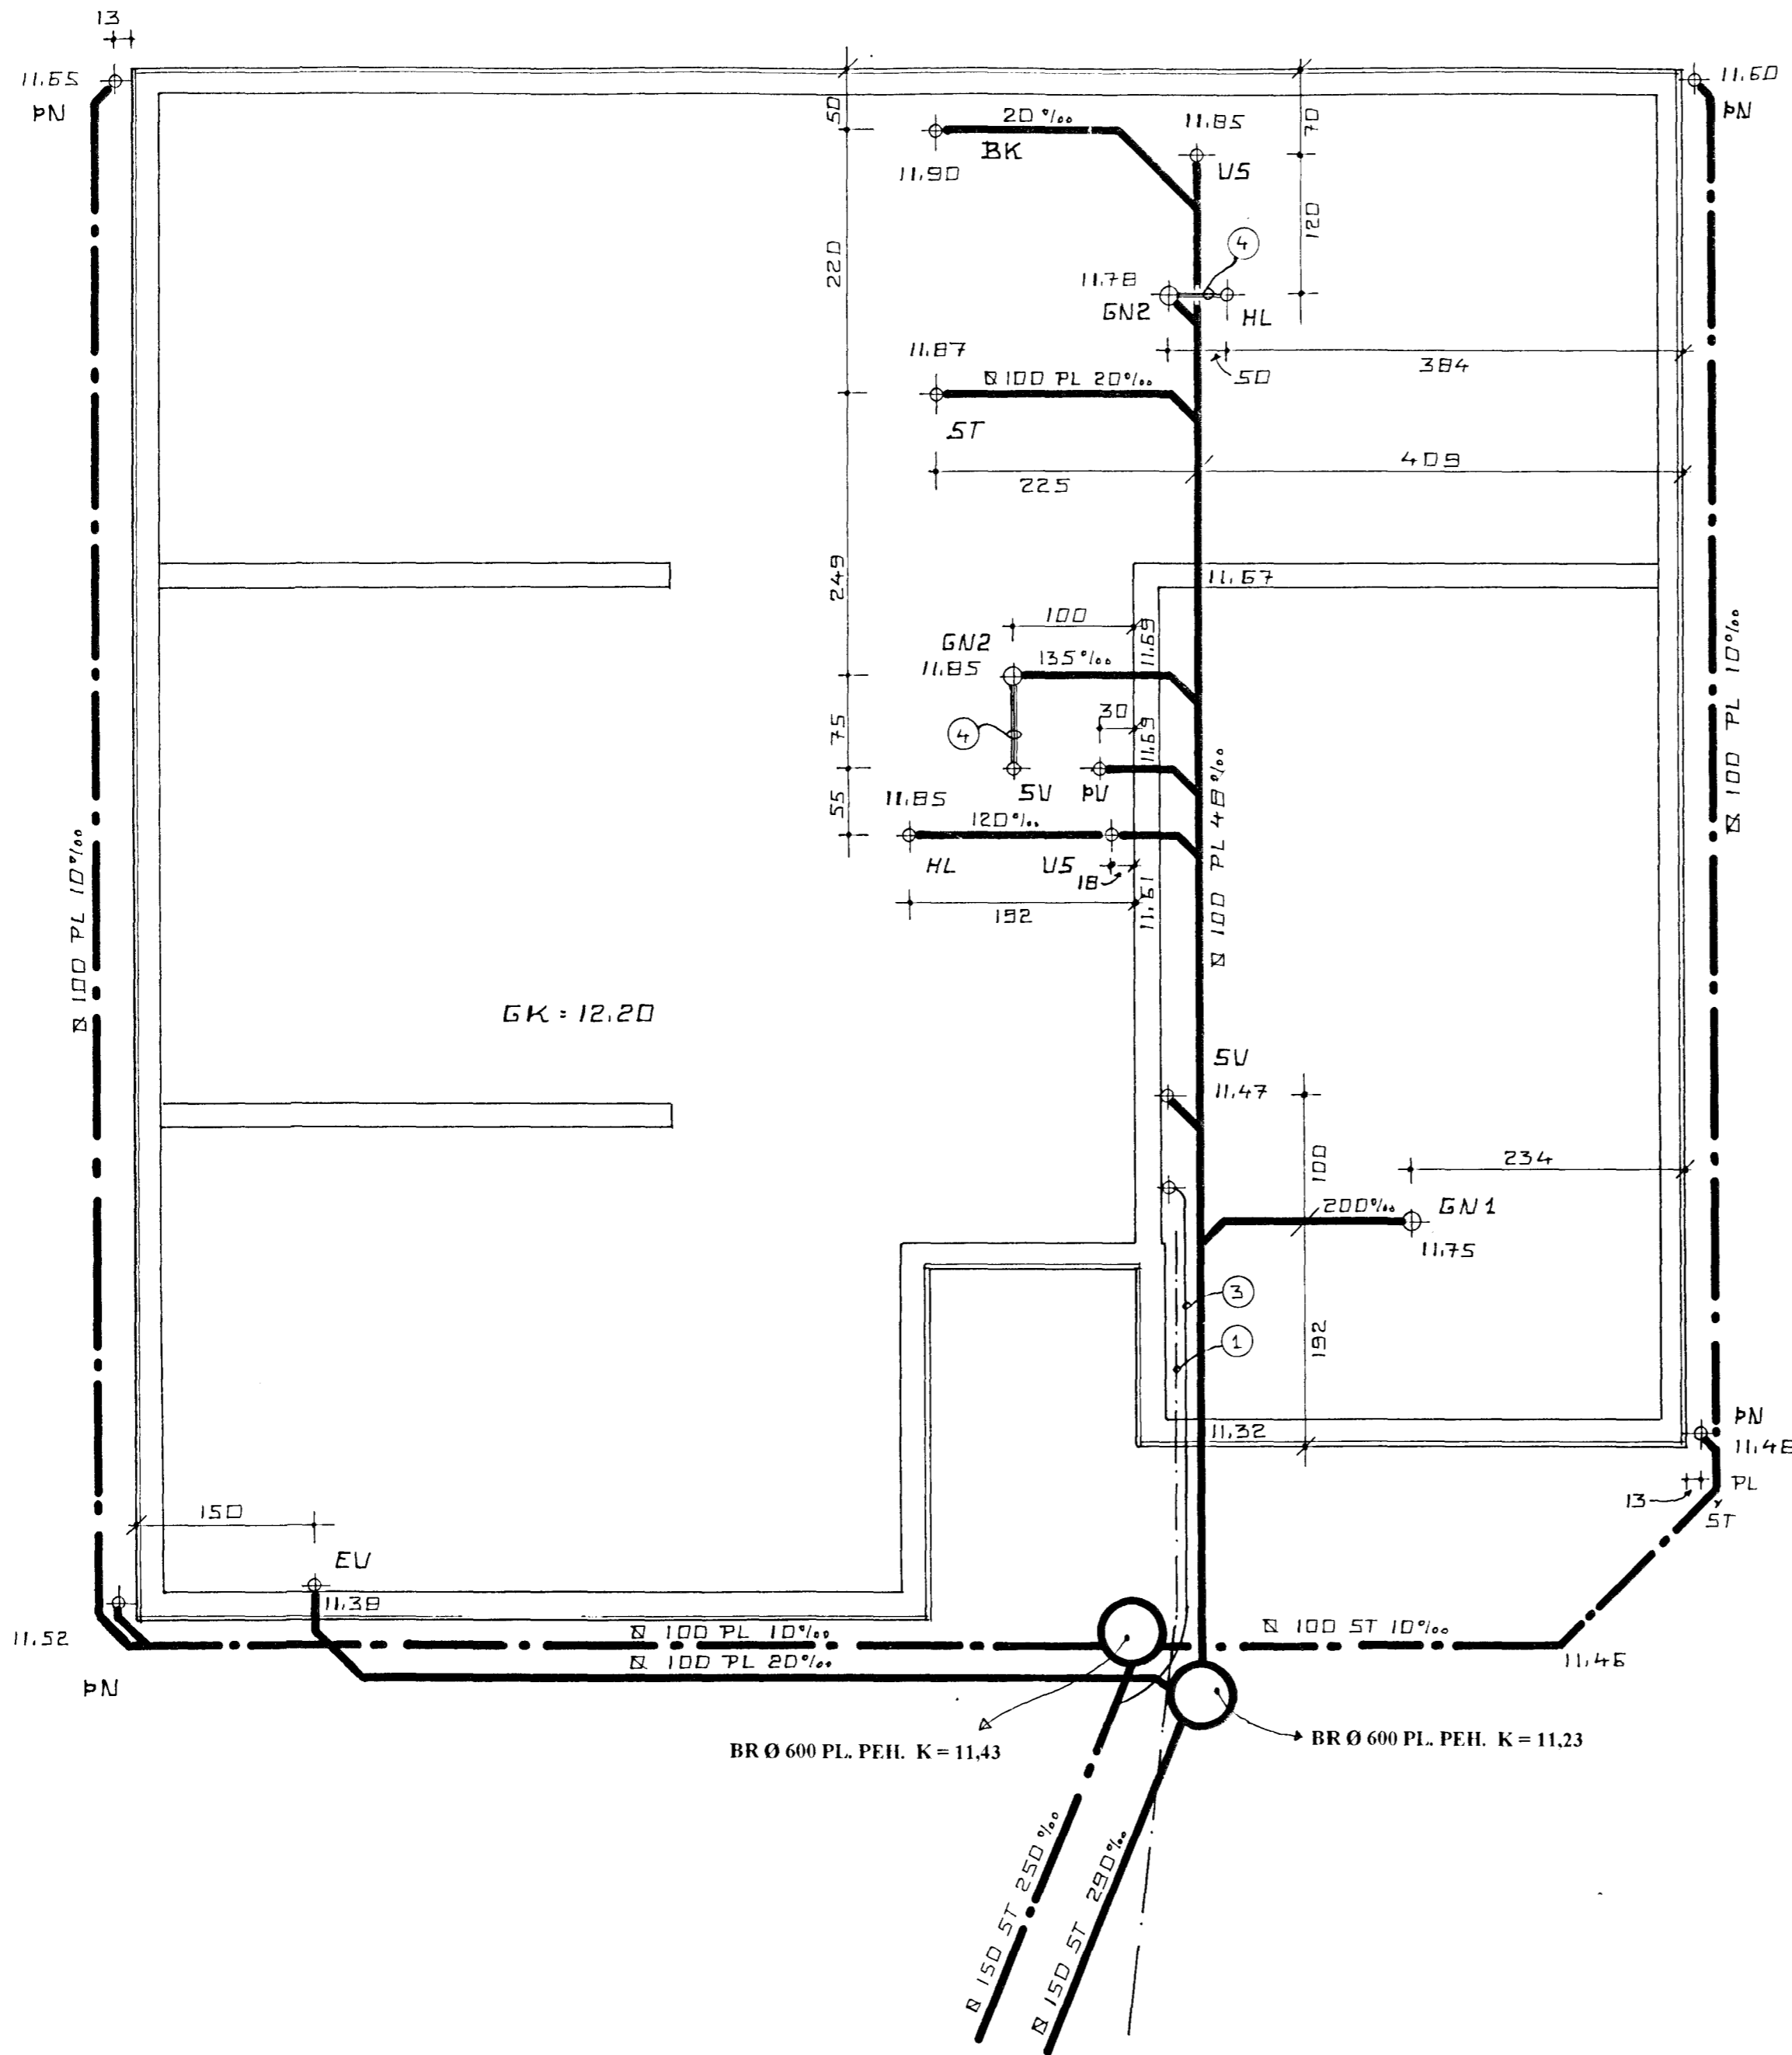 13
11.65
ÞN
11.60
ÞN
50
20‰
BK
11.90
11.85
US
70
120
220
4
11.78
GN2
HL
50
384
11.87
Ø 100 PL 20‰
ST
225
409
249
11.67
100
11.69
GN2
11.85
135‰
75
4
30
11.69
SV
ÞV
55
11.85
120‰
HL
US
18
192
11.61
Ø 100 PL 48‰
Ø 100 PL 10‰
Ø 100 PL 10‰
GK = 12.20
SV
11.47
100
234
200‰
GN1
11.75
3
1
192
11.32
ÞN
11.48
13
PL
ST
150
EV
11.38
11.52
ÞN
Ø 100 PL 10‰
Ø 100 PL 20‰
Ø 100 ST 10‰
11.46
BR Ø 600 PL. PEH. K = 11,43
BR Ø 600 PL. PEH. K = 11,23
Ø 150 ST 250‰
Ø 150 ST 290‰